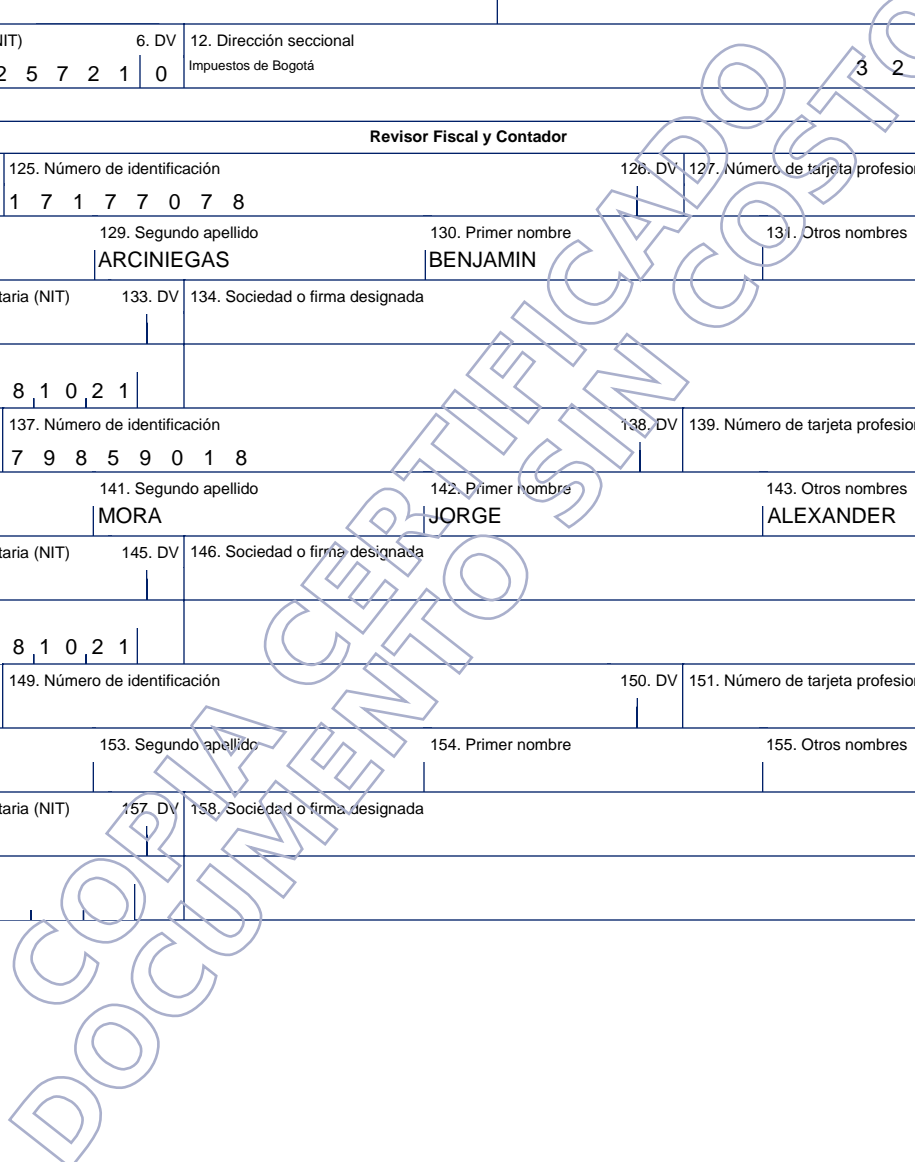 NIT) 6. DV 12. Dirección seccional
2 5 7 2 1 0 Impuestos de Bogotá 3 2
Revisor Fiscal y Contador
125. Número de identificación 126. DV 127. Número de tarjeta profesion
1 7 1 7 7 0 7 8
129. Segundo apellido 130. Primer nombre 131. Otros nombres
ARCINIEGAS BENJAMIN
taria (NIT) 133. DV 134. Sociedad o firma designada
8 1 0 2 1
137. Número de identificación 138. DV 139. Número de tarjeta profesion
7 9 8 5 9 0 1 8
141. Segundo apellido 142. Primer nombre 143. Otros nombres
MORA JORGE ALEXANDER
taria (NIT) 145. DV 146. Sociedad o firma designada
8 1 0 2 1
149. Número de identificación 150. DV 151. Número de tarjeta profesion
153. Segundo apellido 154. Primer nombre 155. Otros nombres
taria (NIT) 157. DV 158. Sociedad o firma designada
COPIA CERTIFICADO
DOCUMENTO SIN COSTO